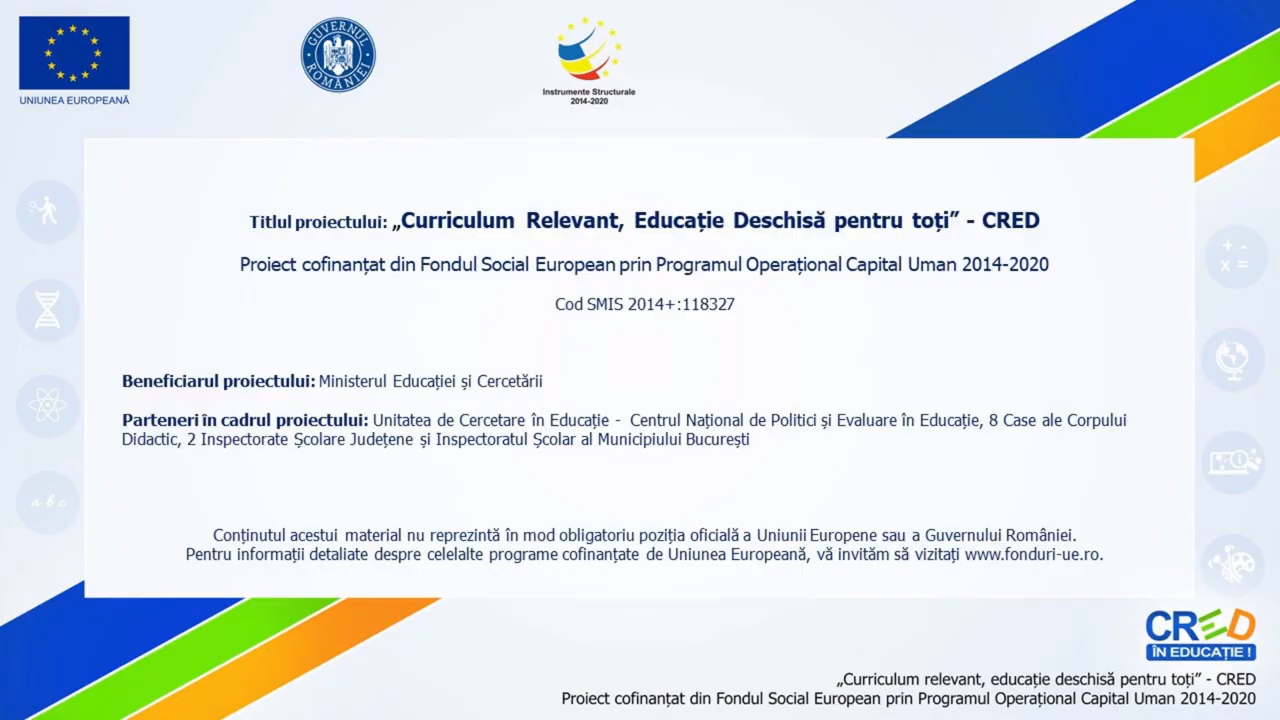 UNIUNEA EUROPEANĂ
GUVERNUL ROMÂNIEI
Instrumente Structurale
2014-2020
Titlul proiectului: „Curriculum Relevant, Educație Deschisă pentru toți” - CRED
Proiect cofinanțat din Fondul Social European prin Programul Operațional Capital Uman 2014-2020
Cod SMIS 2014+:118327
Beneficiarul proiectului: Ministerul Educației și Cercetării
Parteneri în cadrul proiectului: Unitatea de Cercetare în Educație - Centrul Național de Politici și Evaluare în Educație, 8 Case ale Corpului
Didactic, 2 Inspectorate Școlare Județene și Inspectoratul Școlar al Municipiului București
Conținutul acestui material nu reprezintă în mod obligatoriu poziția oficială a Uniunii Europene sau a Guvernului României.
Pentru informații detaliate despre celelalte programe cofinanțate de Uniunea Europeană, vă invităm să vizitați www.fonduri-ue.ro.
+ -
x =
a b c
CRED
ÎN EDUCAȚIE !
„Curriculum relevant, educație deschisă pentru toți” - CRED
Proiect cofinanțat din Fondul Social European prin Programul Operațional Capital Uman 2014-2020